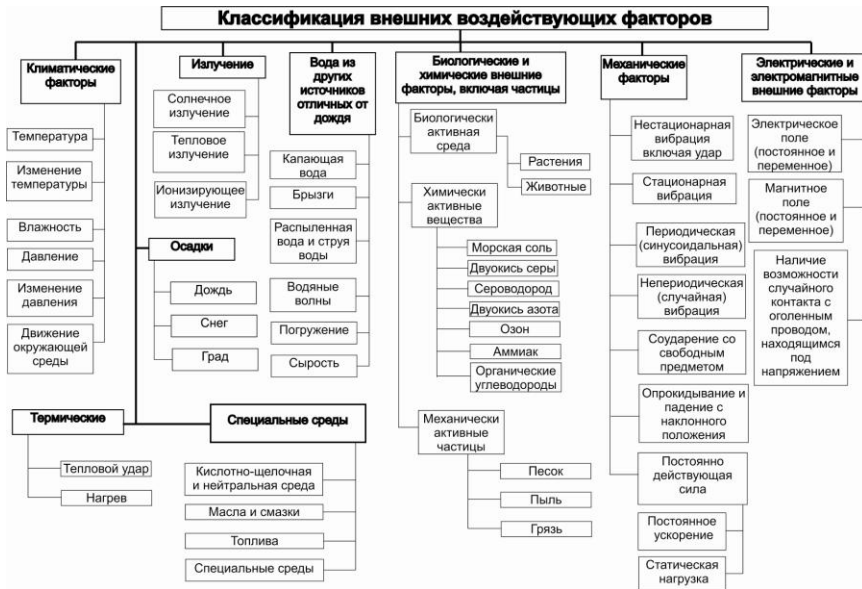 Классификация внешних воздействующих факторов
Климатические
факторы
Температура
Изменение
температуры
Влажность
Давление
Изменение
давления
Движение
окружающей
среды
Излучение
Солнечное
излучение
Тепловое
излучение
Ионизирующее
излучение
Осадки
Дождь
Снег
Град
Вода из
других
источников
отличных от
дождя
Капающая
вода
Брызги
Распыленная
вода и струя
воды
Водяные
волны
Погружение
Сырость
Биологические и
химические внешние
факторы, включая частицы
Биологически
активная
среда
Растения
Животные
Химически
активные
вещества
Морская соль
Двуокись серы
Сероводород
Двуокись азота
Озон
Аммиак
Органические
углеводороды
Механически
активные
частицы
Песок
Пыль
Грязь
Механические
факторы
Нестационарная
вибрация
включая удар
Стационарная
вибрация
Периодическая
(синусоидальная)
вибрация
Непериодическая
(случайная)
вибрация
Соударение со
свободным
предметом
Опрокидывание и
падение с
наклонного
положения
Постоянно
действующая
сила
Постоянное
ускорение
Статическая
нагрузка
Электрические и
электромагнитные
внешние факторы
Электрическое
поле
(постоянное и
переменное)
Магнитное
поле
(постоянное и
переменное)
Наличие
возможности
случайного
контакта с
оголенным
проводом,
находящимся
под
напряжением
Термические
Тепловой удар
Нагрев
Специальные среды
Кислотно-щелочная
и нейтральная среда
Масла и смазки
Топлива
Специальные среды